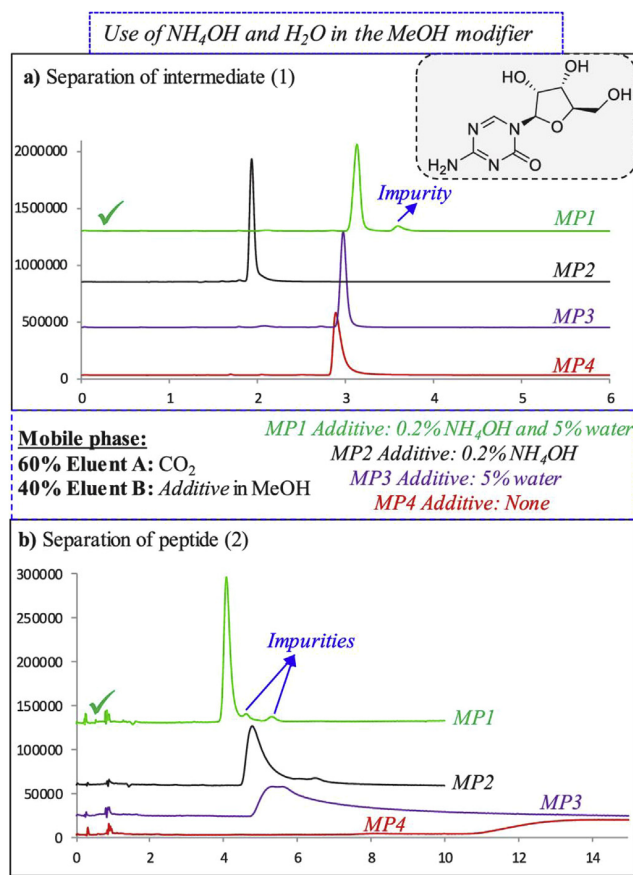 Use of NH₄OH and H₂O in the MeOH modifier
a) Separation of intermediate (1)
HO OH
OH
N N O
H₂N N O
2000000
Impurity
1500000
MP1
1000000
MP2
500000
MP3
MP4
0
0 1 2 3 4 5 6
Mobile phase:
60% Eluent A: CO₂
40% Eluent B: Additive in MeOH
MP1 Additive: 0.2% NH₄OH and 5% water
MP2 Additive: 0.2% NH₄OH
MP3 Additive: 5% water
MP4 Additive: None
b) Separation of peptide (2)
300000
250000
Impurities
200000
150000
MP1
100000
MP2
50000
MP3
MP4
0
0 2 4 6 8 10 12 14